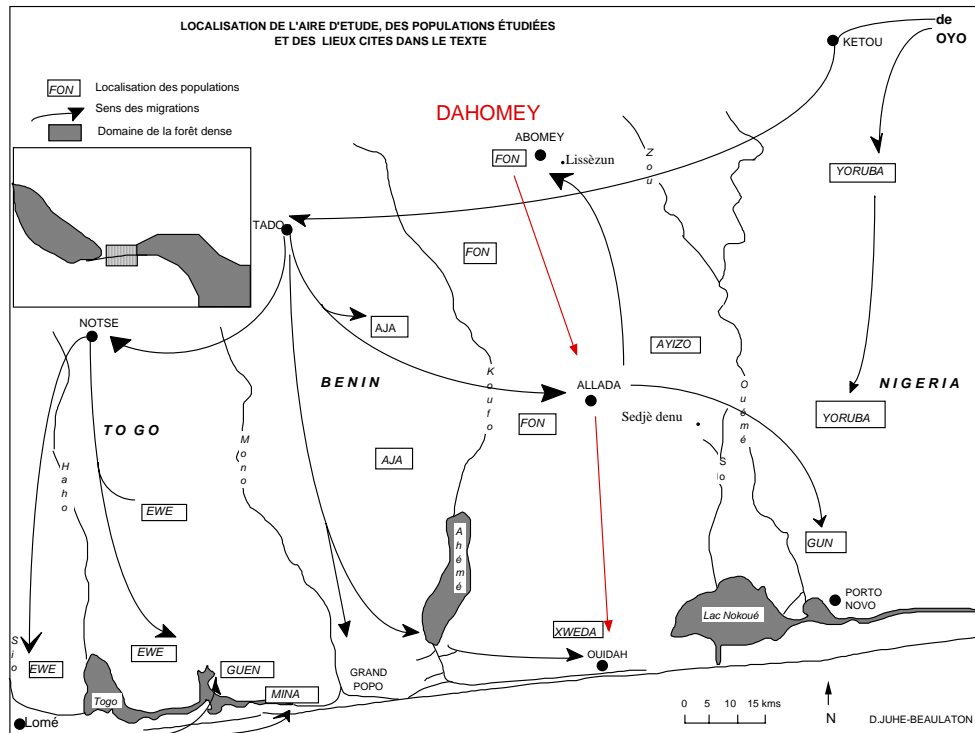 LOCALISATION DE L'AIRE D'ETUDE, DES POPULATIONS ÉTUDIÉES
ET DES LIEUX CITES DANS LE TEXTE
de
OYO
KETOU
FON
Localisation des populations
Sens des migrations
Domaine de la forêt dense
DAHOMEY
ABOMEY
FON
Lissèzun
Zou
YORUBA
TADO
FON
NOTSE
AJA
AYIZO
BENIN
Koufo
Ouémé
NIGERIA
ALLADA
FON
Sedjè denu
YORUBA
TOGO
Mono
AJA
Haho
So
EWE
Ahémé
GUN
PORTO
NOVO
Lac Nokoué
XWEDA
OUIDAH
Sio
EWE
EWE
GUEN
GRAND
POPO
MINA
Togo
Lomé
0 5 10 15 kms
N
D.JUHE-BEAULATON